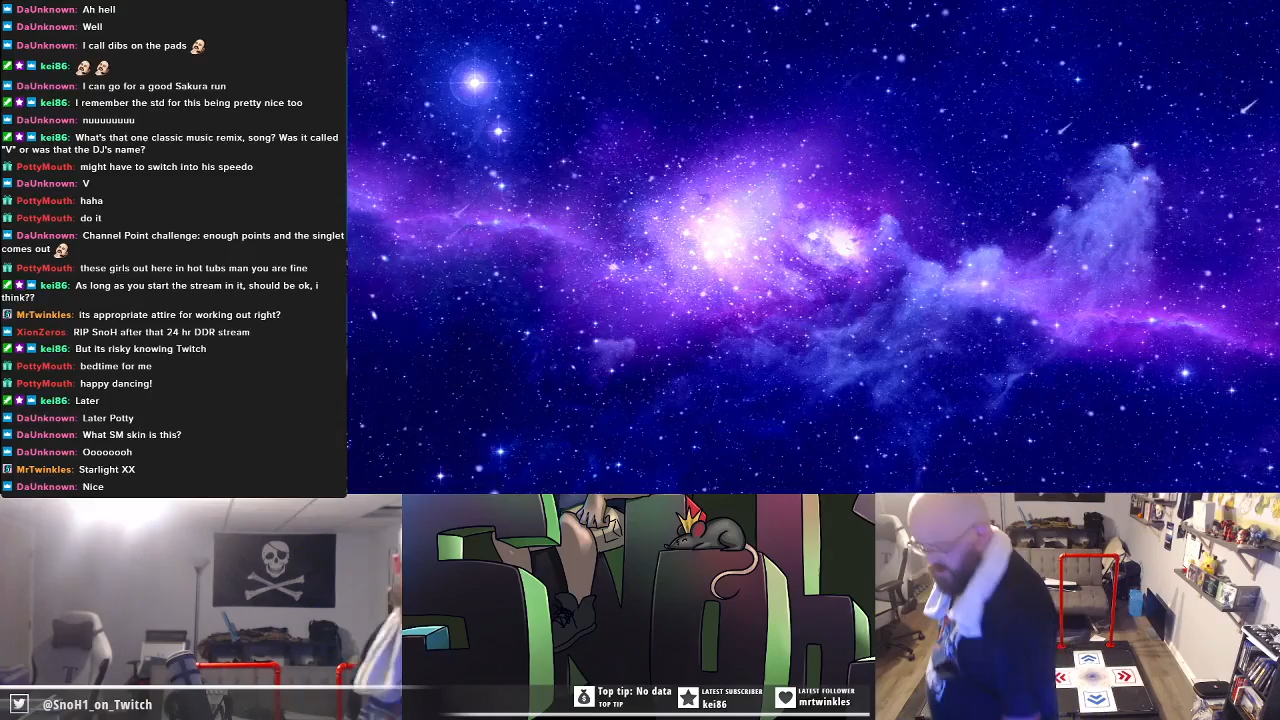 DaUnknown: Ah hell
DaUnknown: Well
DaUnknown: I call dibs on the pads
kei86:
DaUnknown: I can go for a good Sakura run
kei86: I remember the std for this being pretty nice too
DaUnknown: nuuuuuuuu
kei86: What's that one classic music remix, song? Was it called
"V" or was that the DJ's name?
PottyMouth: might have to switch into his speedo
DaUnknown: V
PottyMouth: haha
PottyMouth: do it
DaUnknown: Channel Point challenge: enough points and the singlet
comes out
PottyMouth: these girls out here in hot tubs man you are fine
kei86: As long as you start the stream in it, should be ok, i
think??
MrTwinkles: its appropriate attire for working out right?
XionZeros: RIP SnoH after that 24 hr DDR stream
kei86: But its risky knowing Twitch
PottyMouth: bedtime for me
PottyMouth: happy dancing!
kei86: Later
DaUnknown: Later Potty
DaUnknown: What SM skin is this?
DaUnknown: Oooooooh
MrTwinkles: Starlight XX
DaUnknown: Nice
@SnoH1_on_Twitch
Top tip: No data
TOP TIP
LATEST SUBSCRIBER
kei86
LATEST FOLLOWER
mrtwinkles